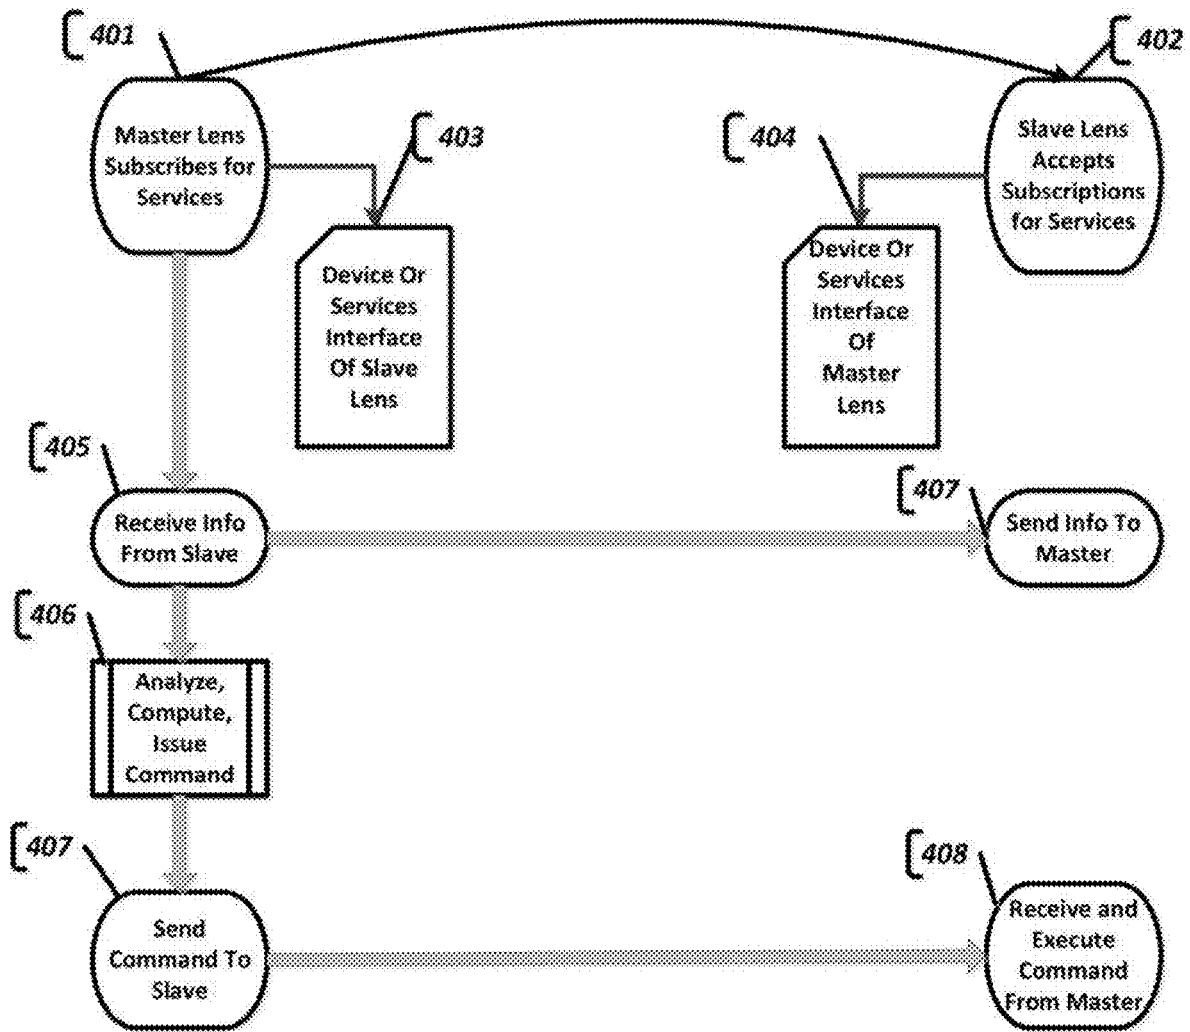 401
402
Master Lens
Subscribes for
Services
403
404
Slave Lens
Accepts
Subscriptions
for Services
Device Or
Services
Interface
Of Slave
Lens
Device Or
Services
Interface
Of
Master
Lens
405
Receive Info
From Slave
407
Send Info To
Master
406
Analyze,
Compute,
Issue
Command
407
Send
Command To
Slave
408
Receive and
Execute
Command
From Master